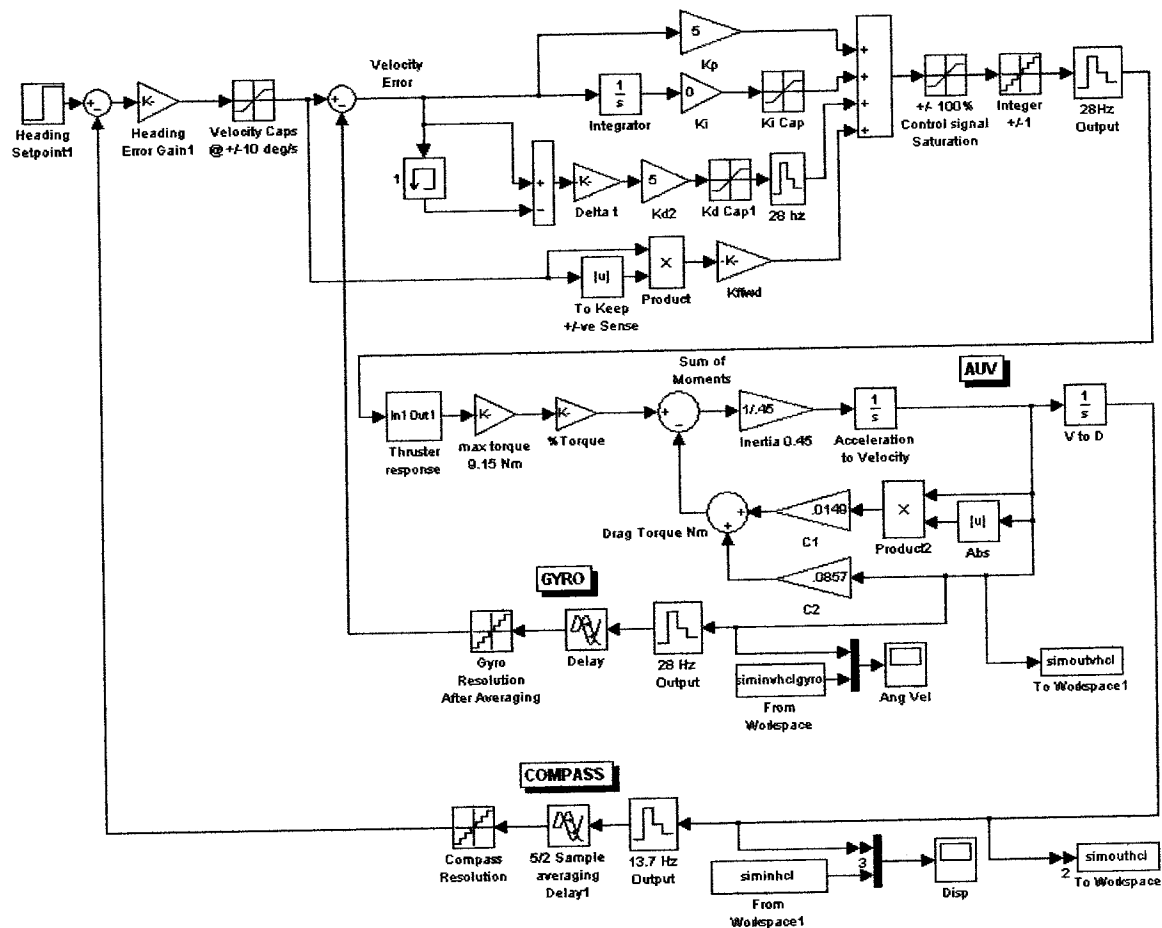 Heading
Setpoint1
+
-
K-
Heading
Error Gain1
Velocity Caps
@ +/-10 deg/s
+
-
Velocity
Error
5
Kp
1
s
Integrator
0
Ki
Ki Cap
+
+
+
+
+/- 100%
Control signal
Saturation
Integer
+/-1
28Hz
Output
1
+
-
-K-
Delta t
5
Kd2
Kd Cap1
28 hz
|u|
To Keep
+/-ve Sense
×
Product
-K-
Kffwd
AUV
In1 Out1
Thruster
response
K-
max torque
9.15 Nm
K-
% Torque
Sum of
Moments
+
-
1/.45
Inertia 0.45
1
s
Acceleration
to Velocity
1
s
V to D
Drag Torque Nm
+
+
.0149
C1
×
Product2
|u|
Abs
.0857
C2
GYRO
Gyro
Resolution
After Averaging
Delay
28 Hz
Output
siminvhclgyro
From
Workspace
Ang Vel
simoutvhcl
To Workspace1
COMPASS
Compass
Resolution
5/2 Sample
averaging
Delay1
13.7 Hz
Output
siminhcl
From
Workspace1
3
Disp
2
simouthcl
To Workspace